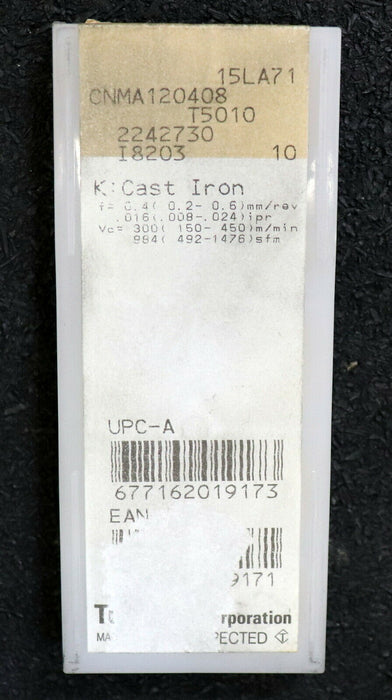 15LA71
CNMA120408
T5010
2242730
I8203 10
K:Cast Iron
f= 0.4( 0.2- 0.6)mm/rev
.016(.008-.024)ipr
Vc= 300( 150- 450)m/min
984( 492-1476)sfm
UPC-A
677162019173
EAN
9171
T rporation
MA PECTED